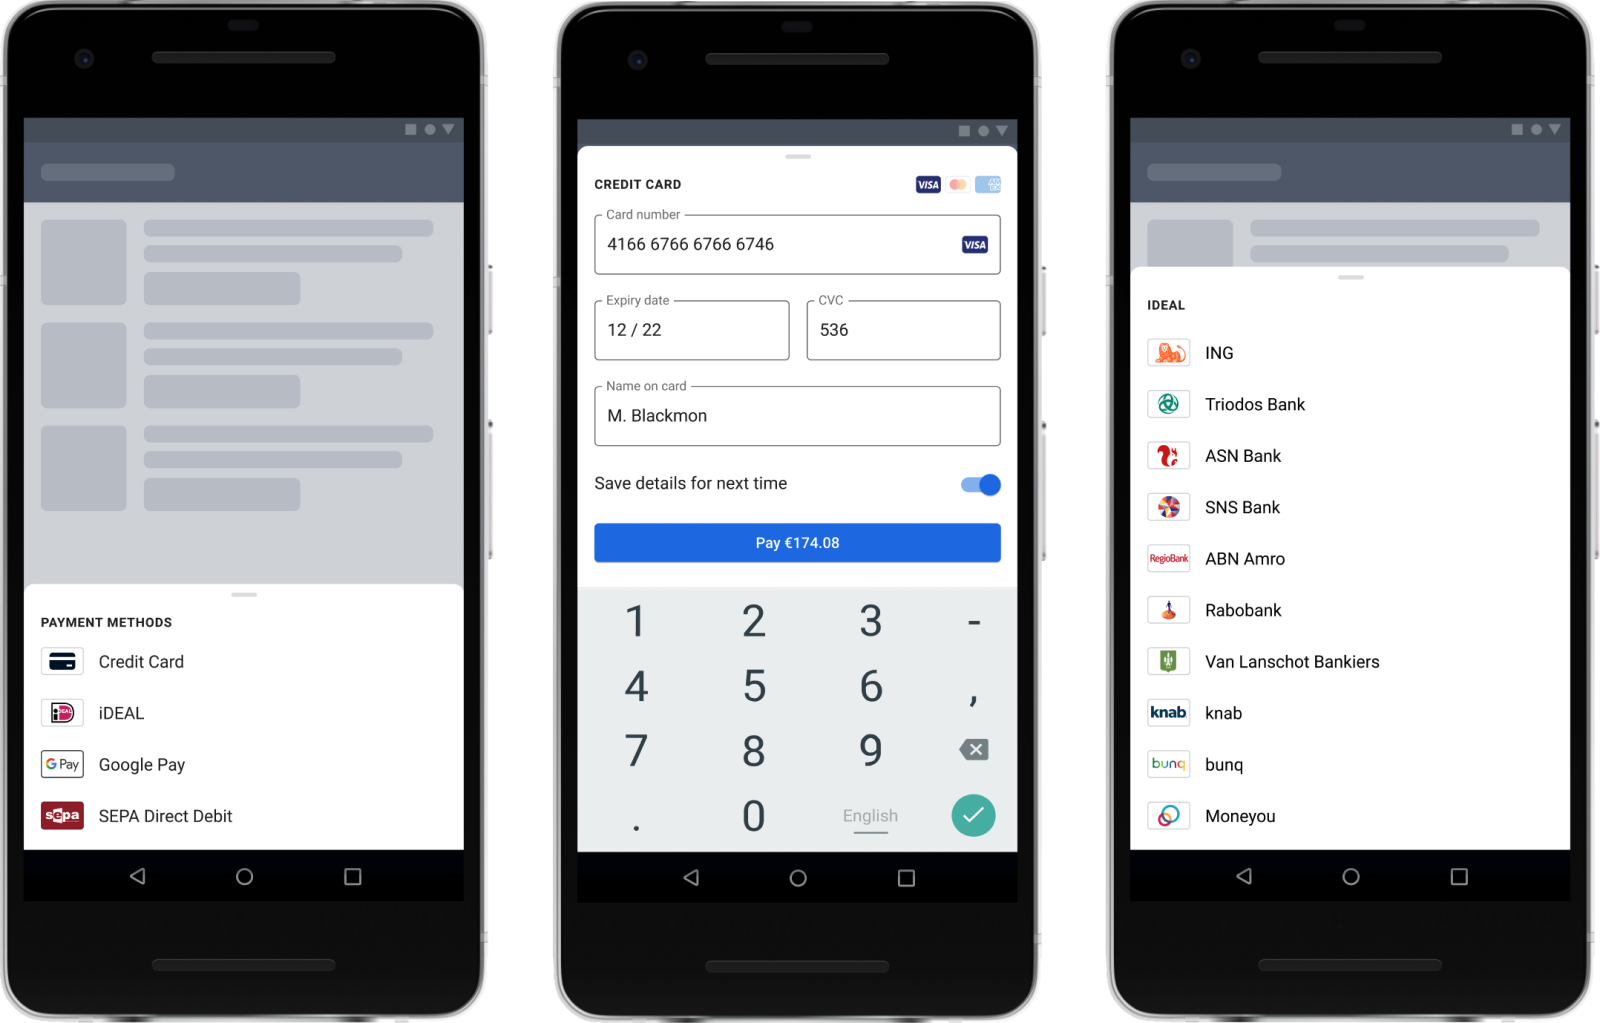 PAYMENT METHODS
Credit Card
iDEAL
iDEAL
G Pay
Google Pay
sepa
SEPA Direct Debit
CREDIT CARD
VISA
Card number
4166 6766 6766 6746
VISA
Expiry date
12 / 22
CVC
536
Name on card
M. Blackmon
Save details for next time
Pay €174.08
1 2 3 -
4 5 6 ,
7 8 9
. 0 English
IDEAL
ING
Triodos Bank
ASN Bank
SNS Bank
RegioBank
ABN Amro
Rabobank
Van Lanschot Bankiers
knab
knab
bunq
bunq
Moneyou